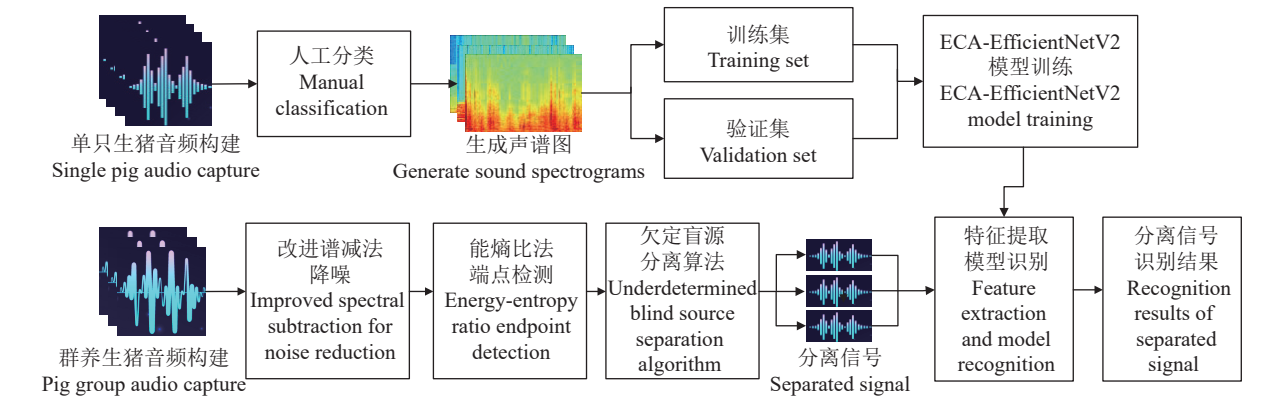 单只生猪音频构建
Single pig audio capture
人工分类
Manual
classification
生成声谱图
Generate sound spectrograms
训练集
Training set
验证集
Validation set
ECA-EfficientNetV2
模型训练
ECA-EfficientNetV2
model training
群养生猪音频构建
Pig group audio capture
改进谱减法
降噪
Improved spectral
subtraction for
noise reduction
能熵比法
端点检测
Energy-entropy
ratio endpoint
detection
欠定盲源
分离算法
Underdetermined
blind source
separation
algorithm
分离信号
Separated signal
特征提取
模型识别
Feature
extraction
and model
recognition
分离信号
识别结果
Recognition
results of
separated
signal